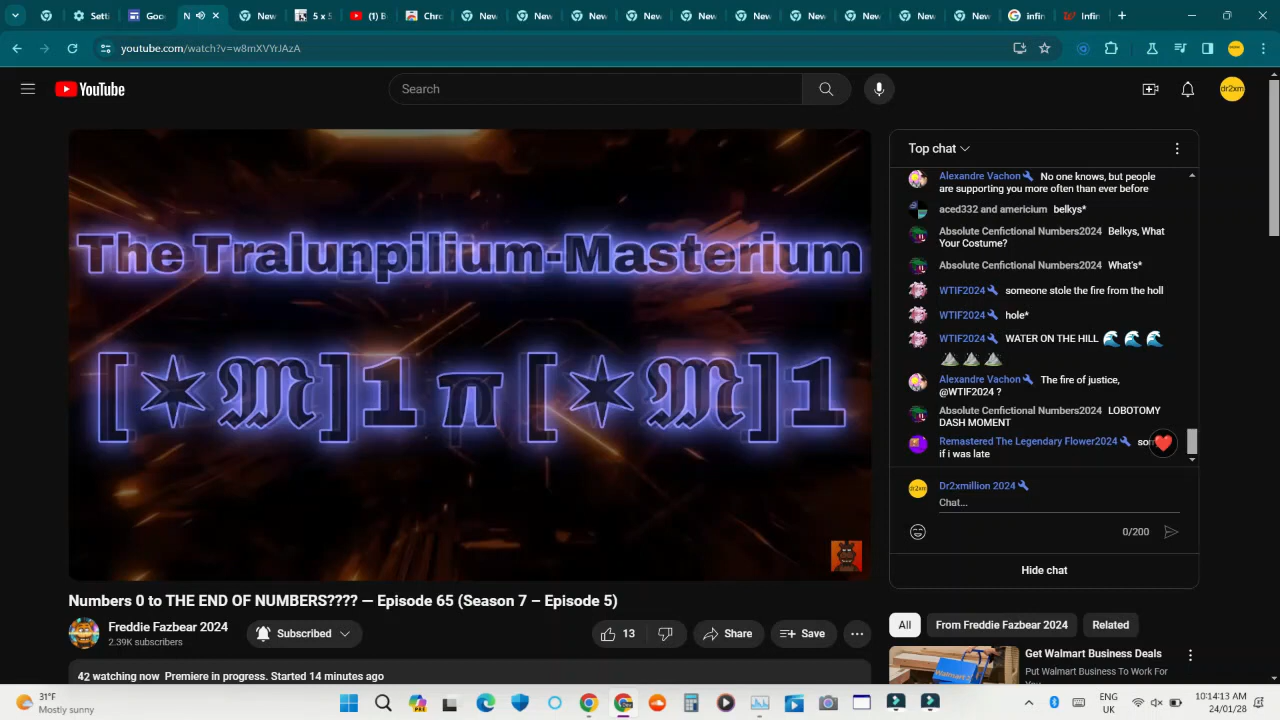 Setti
Goo
N
New
5 x 5
(1) B
Chro
New
New
New
New
New
New
New
New
New
New
infin
Infin
youtube.com/watch?v=w8mXVYrJAzA
YouTube
Search
dr2xm
The Tralunpilium-Masterium
[✶𝔐]1 π [✶𝔐]1
Top chat
Alexandre Vachon No one knows, but people
are supporting you more often than ever before
aced332 and americium belkys*
Absolute Cenfictional Numbers2024 Belkys, What
Your Costume?
Absolute Cenfictional Numbers2024 What's*
WTIF2024 someone stole the fire from the holl
WTIF2024 hole*
WTIF2024 WATER ON THE HILL 🌊 🌊 🌊
⛰️ ⛰️ ⛰️
Alexandre Vachon The fire of justice,
@WTIF2024 ?
Absolute Cenfictional Numbers2024 LOBOTOMY
DASH MOMENT
Remastered The Legendary Flower2024
if i was late
Dr2xmillion 2024
Chat...
0/200
Hide chat
Numbers 0 to THE END OF NUMBERS???? — Episode 65 (Season 7 – Episode 5)
Freddie Fazbear 2024
2.39K subscribers
Subscribed
13
Share
Save
42 watching now Premiere in progress. Started 14 minutes ago
All
From Freddie Fazbear 2024
Related
Get Walmart Business Deals
Put Walmart Business To Work For
31°F
Mostly sunny
ENG
UK
10:14:13 AM
24/01/28